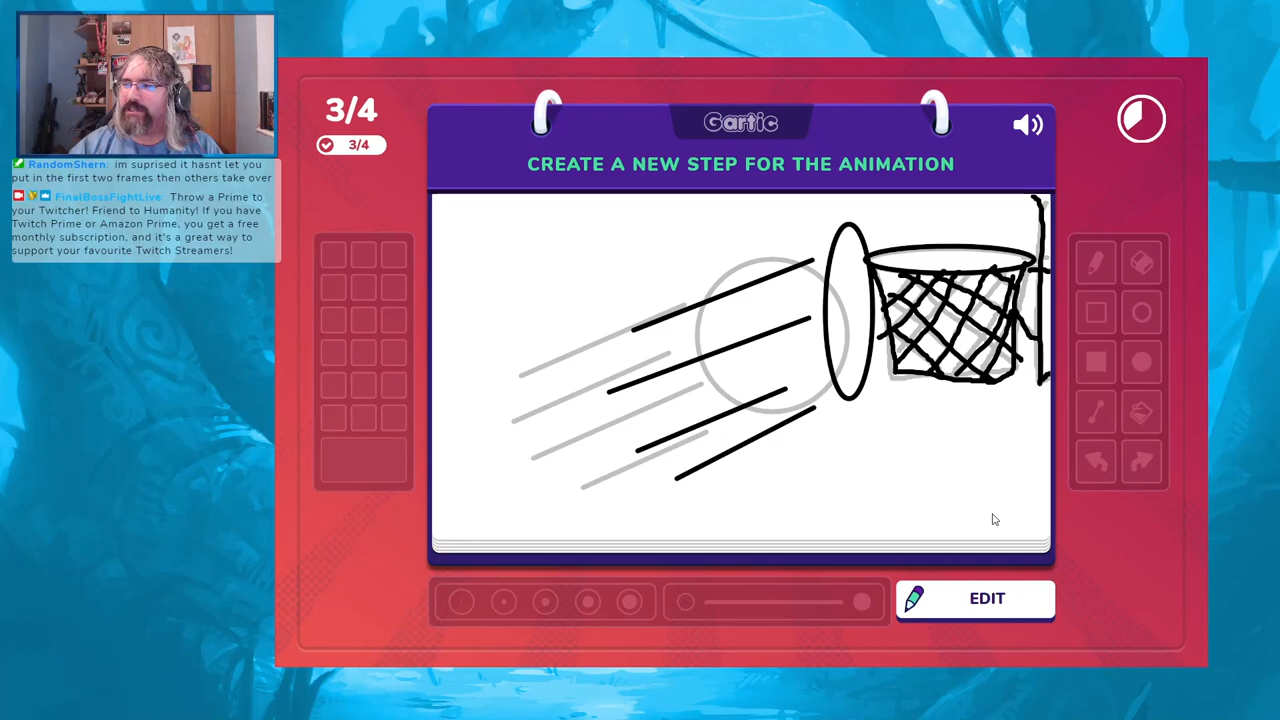 3/4
3/4
Gartic
CREATE A NEW STEP FOR THE ANIMATION
RandomShern: im suprised it hasnt let you
put in the first two frames then others take over
FinalBossFightLive: Throw a Prime to
your Twitcher! Friend to Humanity! If you have
Twitch Prime or Amazon Prime, you get a free
monthly subscription, and it's a great way to
support your favourite Twitch Streamers!
EDIT